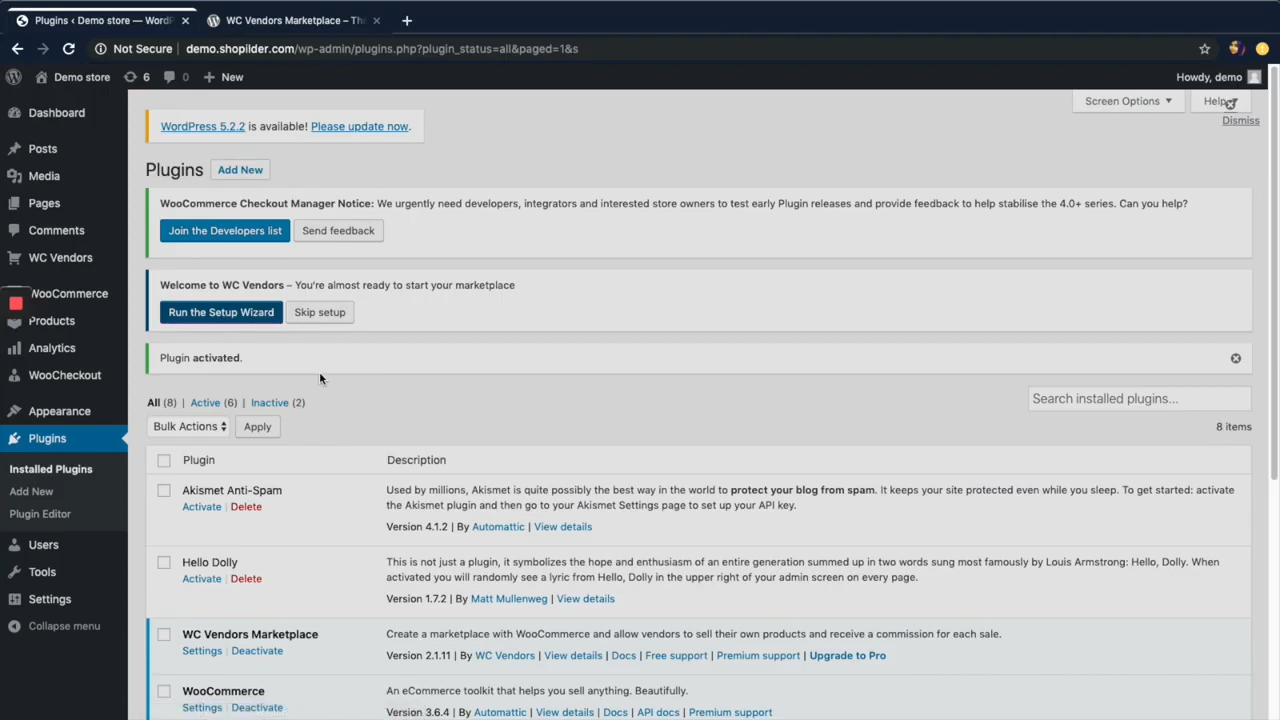 Plugins ‹ Demo store — WordP
WC Vendors Marketplace – The
Not Secure | demo.shopilder.com/wp-admin/plugins.php?plugin_status=all&paged=1&s
Demo store 6 0 New Howdy, demo
Dashboard
Posts
Media
Pages
Comments
WC Vendors
WooCommerce
Products
Analytics
WooCheckout
Appearance
Plugins
Installed Plugins
Add New
Plugin Editor
Users
Tools
Settings
Collapse menu
Screen Options Help
Dismiss
WordPress 5.2.2 is available! Please update now.
Plugins Add New
WooCommerce Checkout Manager Notice: We urgently need developers, integrators and interested store owners to test early Plugin releases and provide feedback to help stabilise the 4.0+ series. Can you help?
Join the Developers list Send feedback
Welcome to WC Vendors – You're almost ready to start your marketplace
Run the Setup Wizard Skip setup
Plugin activated.
All (8) | Active (6) | Inactive (2)
Search installed plugins...
Bulk Actions Apply
8 items
Plugin Description
Akismet Anti-Spam
Activate | Delete
Used by millions, Akismet is quite possibly the best way in the world to protect your blog from spam. It keeps your site protected even while you sleep. To get started: activate
the Akismet plugin and then go to your Akismet Settings page to set up your API key.
Version 4.1.2 | By Automattic | View details
Hello Dolly
Activate | Delete
This is not just a plugin, it symbolizes the hope and enthusiasm of an entire generation summed up in two words sung most famously by Louis Armstrong: Hello, Dolly. When
activated you will randomly see a lyric from Hello, Dolly in the upper right of your admin screen on every page.
Version 1.7.2 | By Matt Mullenweg | View details
WC Vendors Marketplace
Settings | Deactivate
Create a marketplace with WooCommerce and allow vendors to sell their own products and receive a commission for each sale.
Version 2.1.11 | By WC Vendors | View details | Docs | Free support | Premium support | Upgrade to Pro
WooCommerce
Settings | Deactivate
An eCommerce toolkit that helps you sell anything. Beautifully.
Version 3.6.4 | By Automattic | View details | Docs | API docs | Premium support